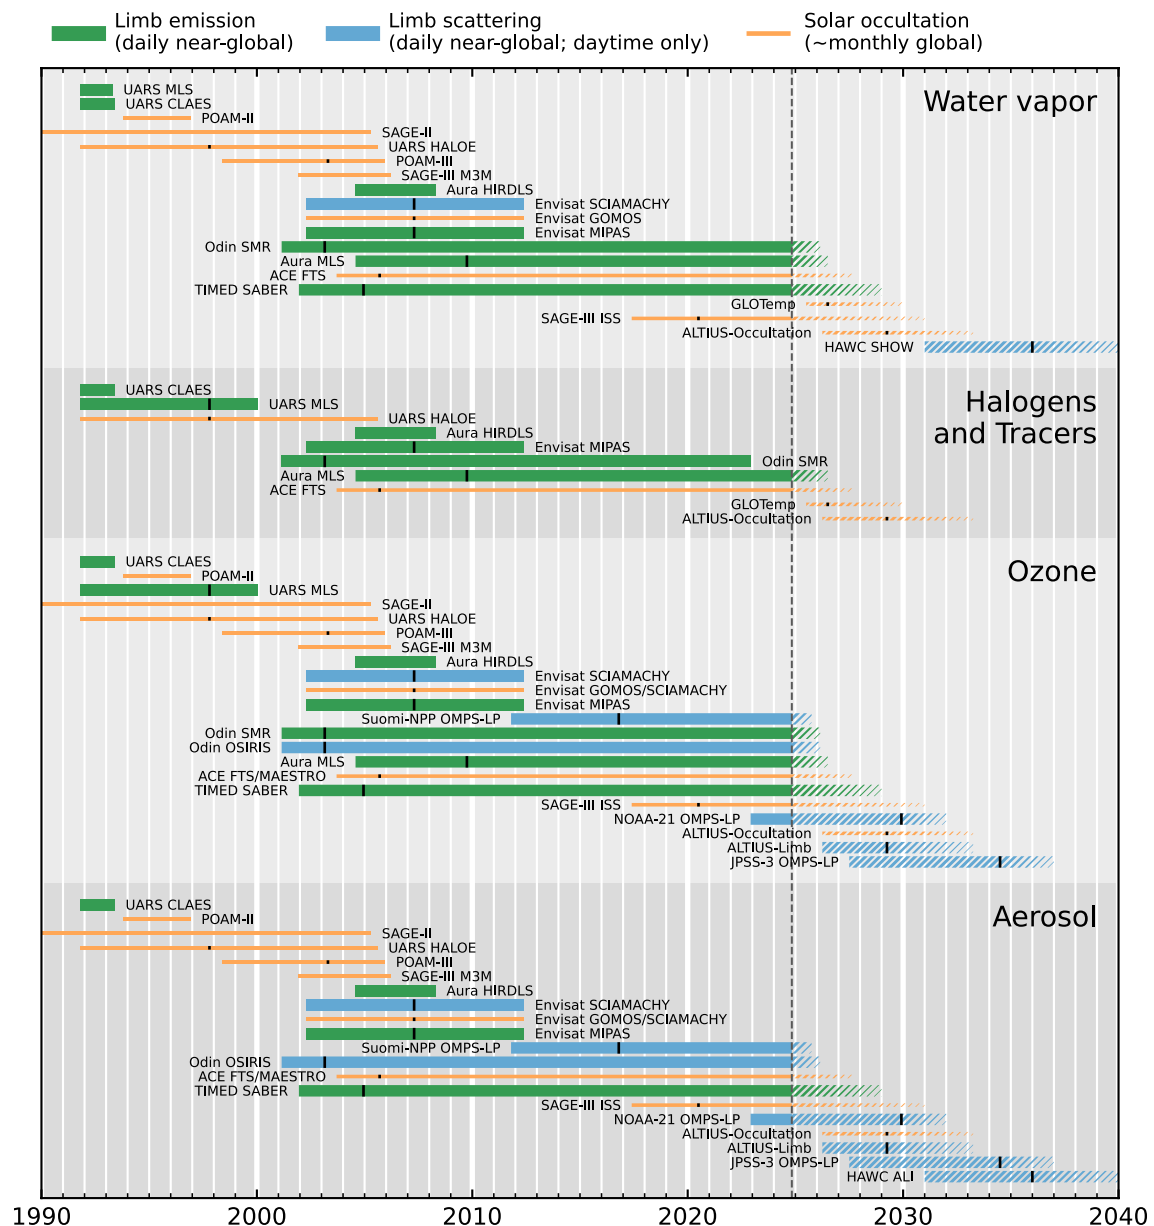 Limb emission
(daily near-global)
Limb scattering
(daily near-global; daytime only)
Solar occultation
(~monthly global)
1990
2000
2010
2020
2030
2040
Water vapor
UARS MLS
UARS CLAES
POAM-II
SAGE-II
UARS HALOE
POAM-III
SAGE-III M3M
Aura HIRDLS
Envisat SCIAMACHY
Envisat GOMOS
Envisat MIPAS
Odin SMR
Aura MLS
ACE FTS
TIMED SABER
GLOTemp
SAGE-III ISS
ALTIUS-Occultation
HAWC SHOW
Halogens
and Tracers
UARS CLAES
UARS MLS
UARS HALOE
Aura HIRDLS
Envisat MIPAS
Odin SMR
Aura MLS
ACE FTS
GLOTemp
ALTIUS-Occultation
Ozone
UARS CLAES
POAM-II
UARS MLS
SAGE-II
UARS HALOE
POAM-III
SAGE-III M3M
Aura HIRDLS
Envisat SCIAMACHY
Envisat GOMOS/SCIAMACHY
Envisat MIPAS
Suomi-NPP OMPS-LP
Odin SMR
Odin OSIRIS
Aura MLS
ACE FTS/MAESTRO
TIMED SABER
SAGE-III ISS
NOAA-21 OMPS-LP
ALTIUS-Occultation
ALTIUS-Limb
JPSS-3 OMPS-LP
Aerosol
UARS CLAES
POAM-II
SAGE-II
UARS HALOE
POAM-III
SAGE-III M3M
Aura HIRDLS
Envisat SCIAMACHY
Envisat GOMOS/SCIAMACHY
Envisat MIPAS
Suomi-NPP OMPS-LP
Odin OSIRIS
ACE FTS/MAESTRO
TIMED SABER
SAGE-III ISS
NOAA-21 OMPS-LP
ALTIUS-Occultation
ALTIUS-Limb
JPSS-3 OMPS-LP
HAWC ALI
1990
2000
2010
2020
2030
2040